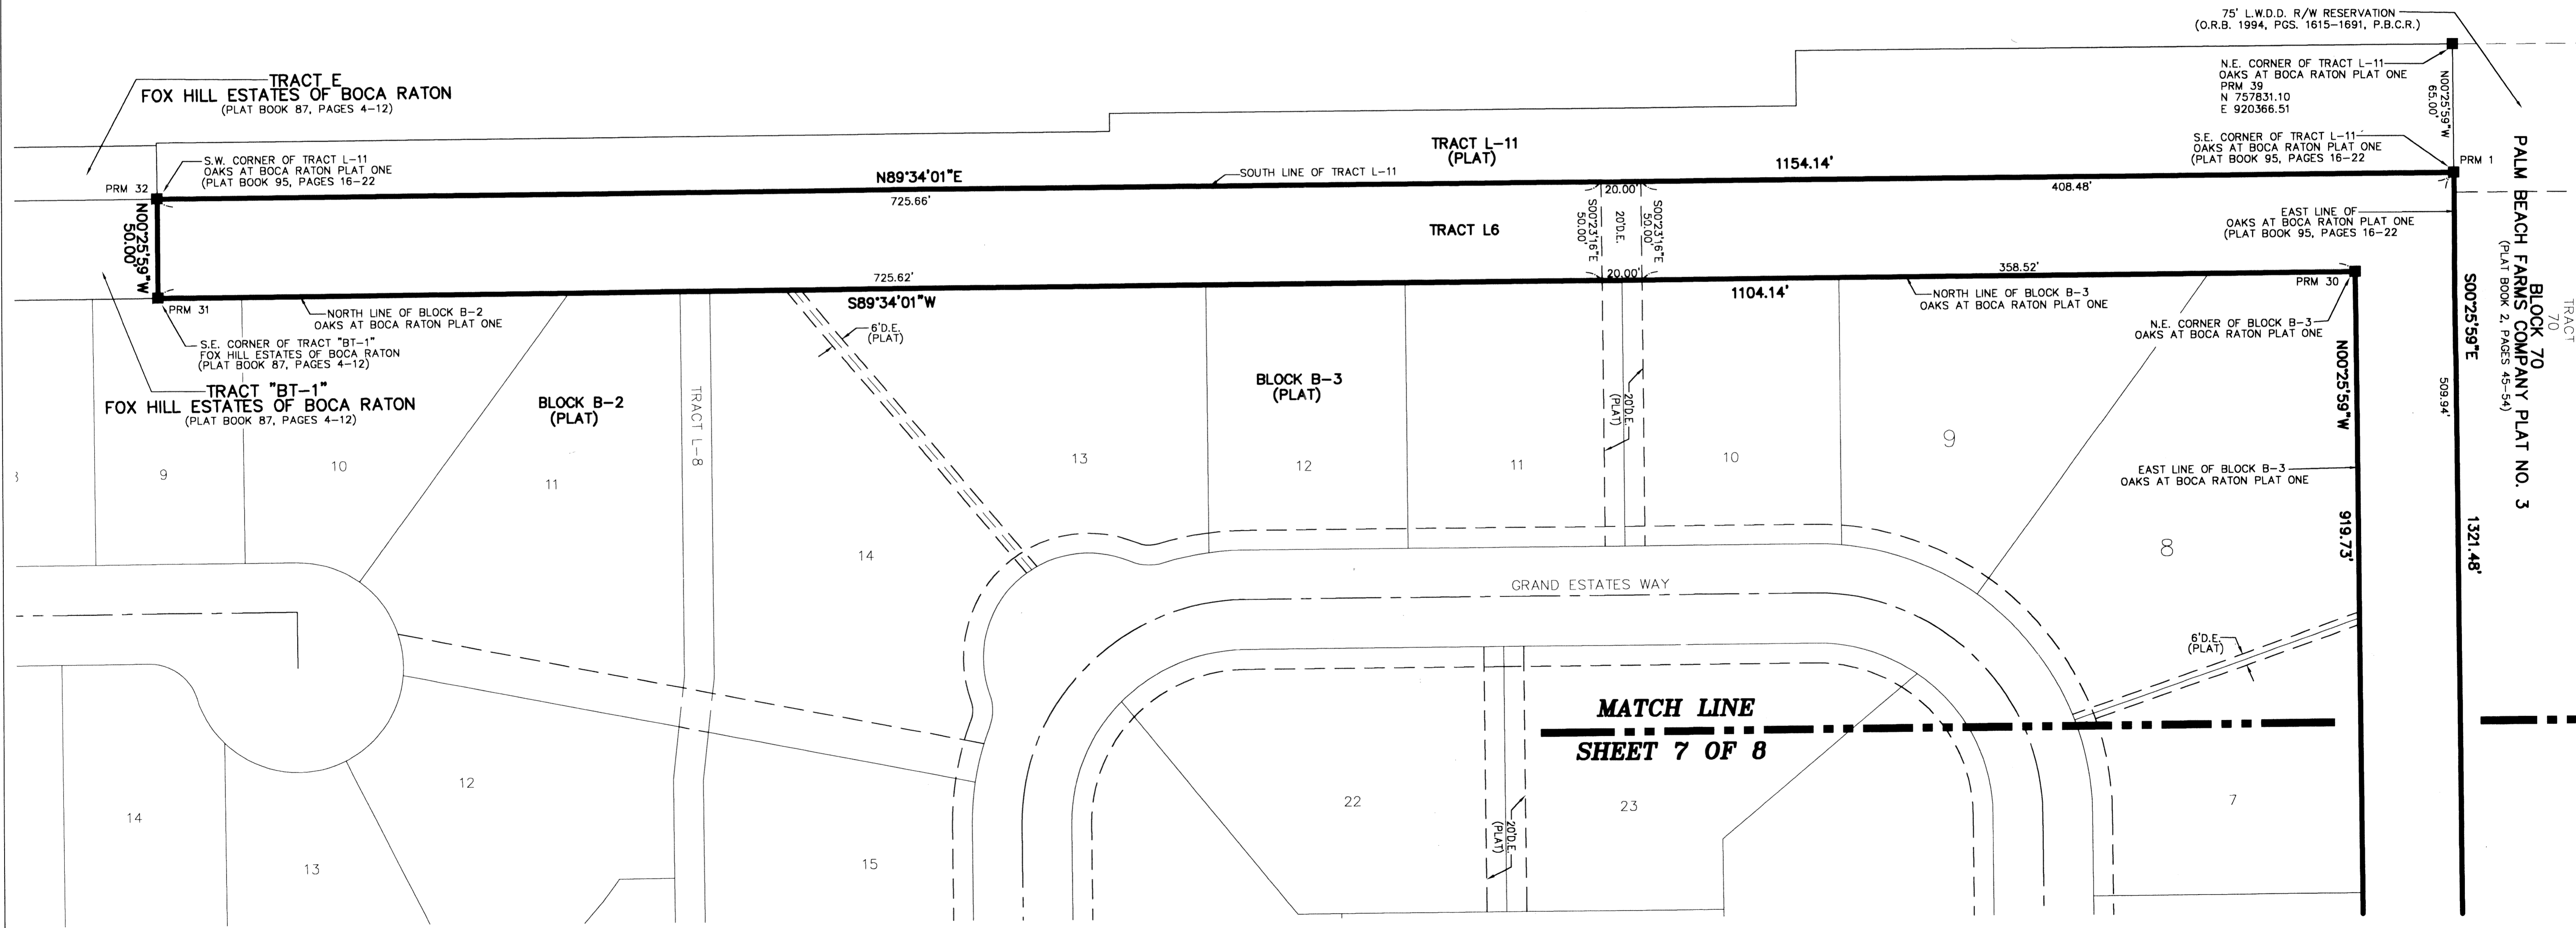 75' L.W.D.D. R/W RESERVATION
(O.R.B. 1994, PGS. 1615-1691, P.B.C.R.)
TRACT E
FOX HILL ESTATES OF BOCA RATON
(PLAT BOOK 87, PAGES 4-12)
N.E. CORNER OF TRACT L-11
OAKS AT BOCA RATON PLAT ONE
PRM 39
N 757831.10
E 920366.51
N00°25'59"W
65.00'
S.W. CORNER OF TRACT L-11
OAKS AT BOCA RATON PLAT ONE
(PLAT BOOK 95, PAGES 16-22
PRM 32
TRACT L-11
(PLAT)
SOUTH LINE OF TRACT L-11
N89°34'01"E
1154.14'
S.E. CORNER OF TRACT L-11
OAKS AT BOCA RATON PLAT ONE
(PLAT BOOK 95, PAGES 16-22
PRM 1
725.66'
20.00'
408.48'
N00°25'59"W
50.00'
TRACT L6
S00°23'16"E
50.00'
20'D.E.
S00°23'16"E
50.00'
EAST LINE OF
OAKS AT BOCA RATON PLAT ONE
(PLAT BOOK 95, PAGES 16-22
725.62'
20.00'
358.52'
S89°34'01"W
1104.14'
PRM 30
PRM 31
NORTH LINE OF BLOCK B-2
OAKS AT BOCA RATON PLAT ONE
NORTH LINE OF BLOCK B-3
OAKS AT BOCA RATON PLAT ONE
N.E. CORNER OF BLOCK B-3
OAKS AT BOCA RATON PLAT ONE
S.E. CORNER OF TRACT "BT-1"
FOX HILL ESTATES OF BOCA RATON
(PLAT BOOK 87, PAGES 4-12)
6'D.E.
(PLAT)
TRACT "BT-1"
FOX HILL ESTATES OF BOCA RATON
(PLAT BOOK 87, PAGES 4-12)
BLOCK B-2
(PLAT)
TRACT L-8
BLOCK B-3
(PLAT)
20'D.E.
(PLAT)
N00°25'59"W
919.73'
S00°25'59"E
509.94'
1321.48'
TRACT
70
BLOCK 70
PALM BEACH FARMS COMPANY PLAT NO. 3
(PLAT BOOK 2, PAGES 45-54)
EAST LINE OF BLOCK B-3
OAKS AT BOCA RATON PLAT ONE
9
10
11
13
12
11
10
9
14
8
GRAND ESTATES WAY
6'D.E.
(PLAT)
MATCH LINE
SHEET 7 OF 8
14
13
12
15
22
20'D.E.
(PLAT)
23
7